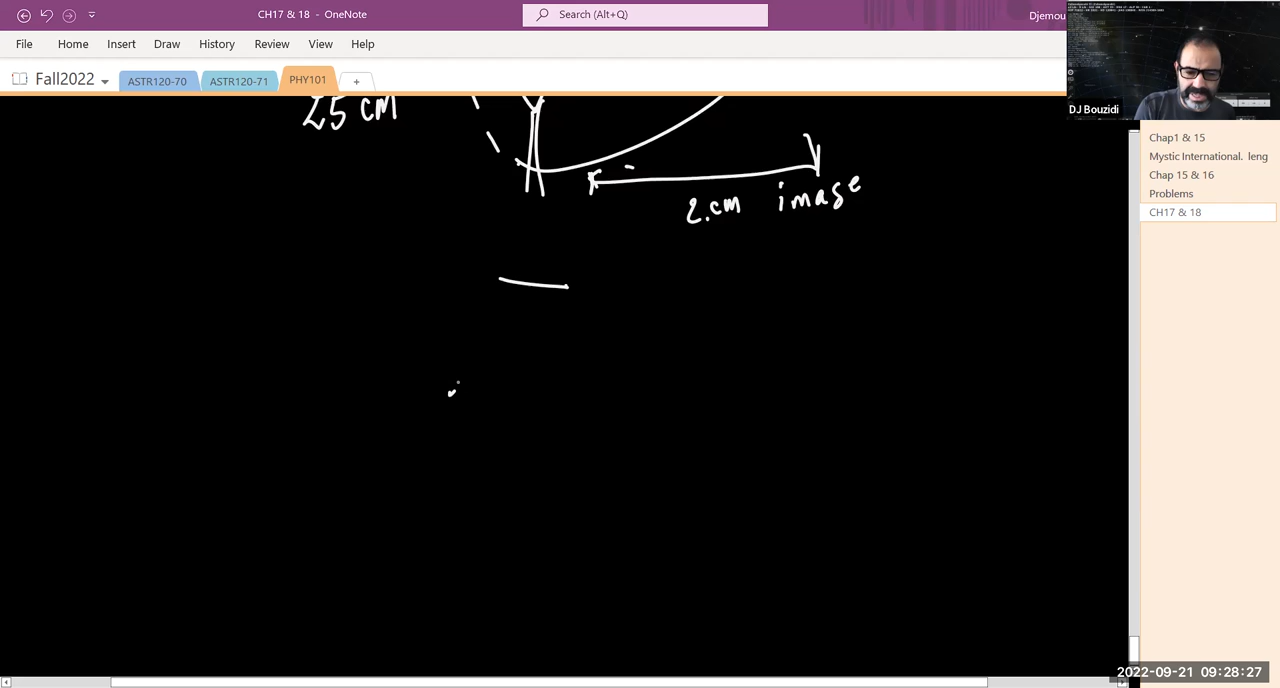 CH17 & 18 - OneNote
Search (Alt+Q)
Djemou
File Home Insert Draw History Review View Help
Fall2022
ASTR120-70
ASTR120-71
PHY101
DJ Bouzidi
25 cm
2.cm image
Chap1 & 15
Mystic International. leng
Chap 15 & 16
Problems
CH17 & 18
2022-09-21 09:28:27